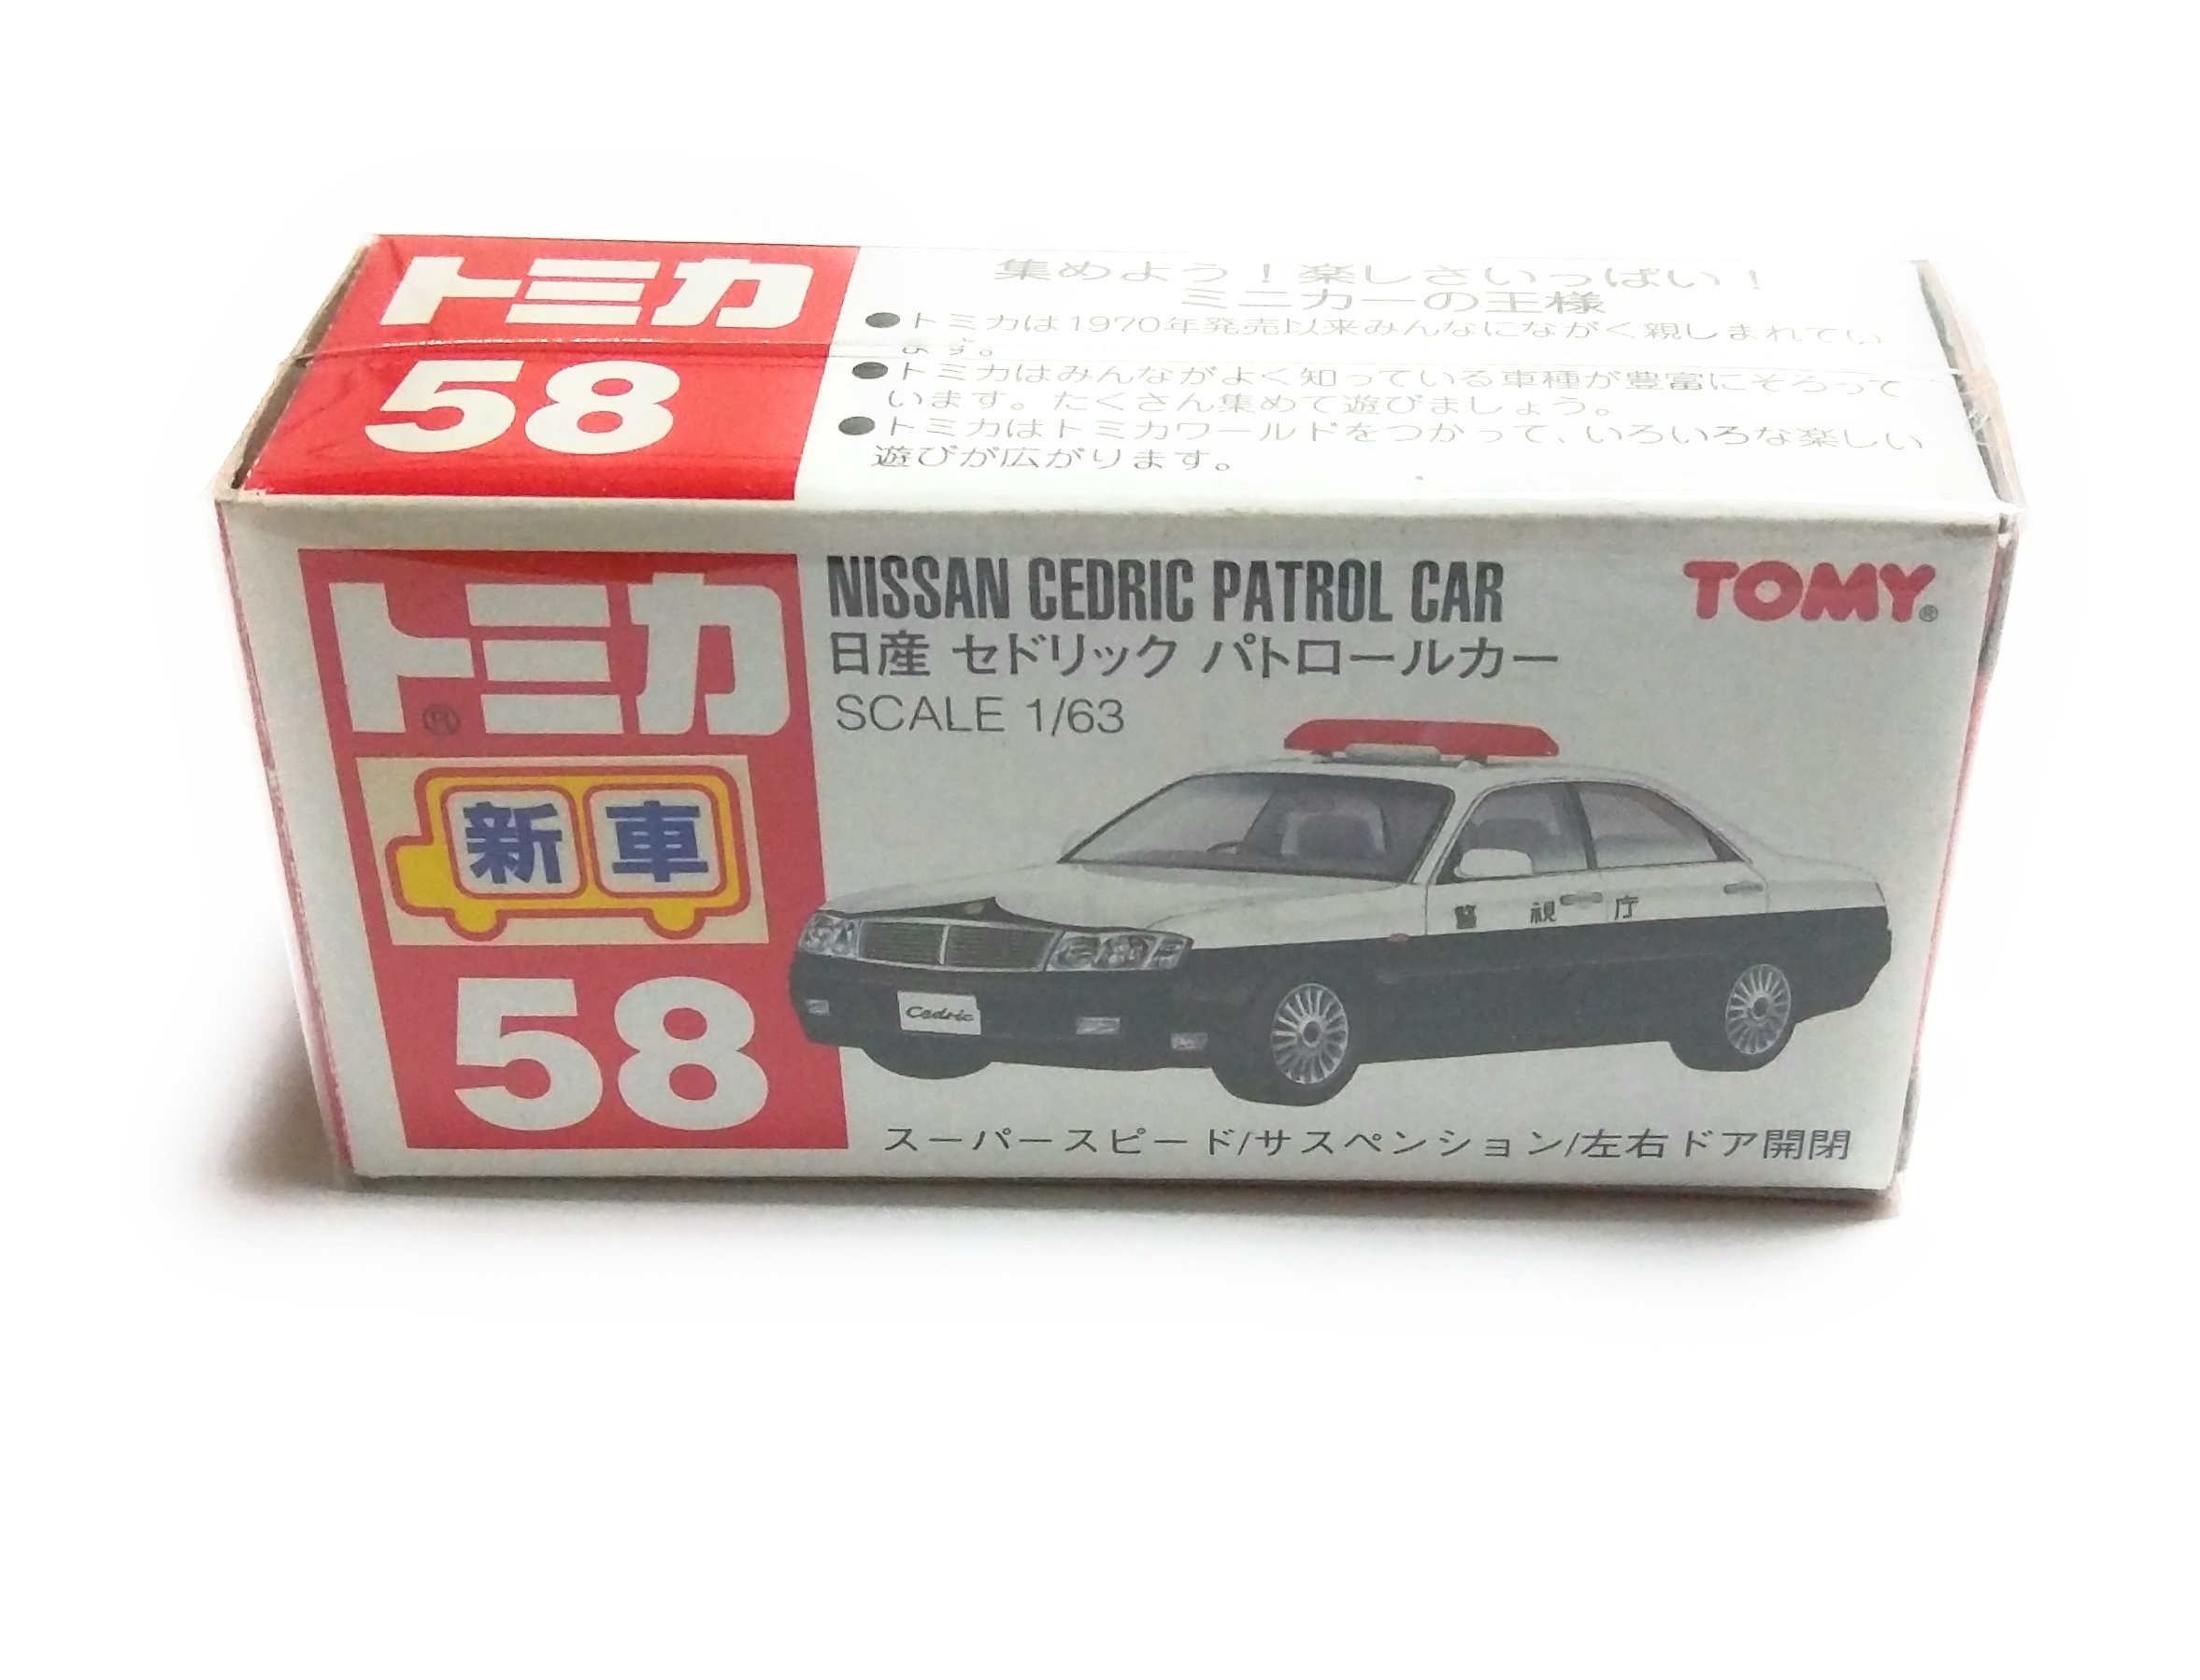 トミカ
58
集めよう!楽しさいっぱい!
ミニカーの王様
●トミカは1970年発売以来みんなにながく親しまれてい
ます。
●トミカはみんながよく知っている車種が豊富にそろって
います。たくさん集めて遊びましょう。
●トミカはトミカワールドをつかって、いろいろな楽しい
遊びが広がります。
トミカ®
新車
58
NISSAN CEDRIC PATROL CAR
日産 セドリック パトロールカー
SCALE 1/63
TOMY®
警視庁
Cedric
スーパースピード/サスペンション/左右ドア開閉